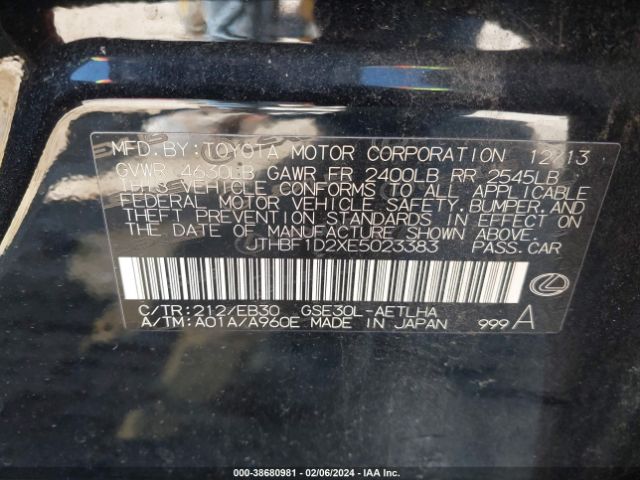 MFD. BY: TOYOTA MOTOR CORPORATION 12/13
GVWR 4630LB GAWR FR 2400LB RR 2545LB
THIS VEHICLE CONFORMS TO ALL APPLICABLE
FEDERAL MOTOR VEHICLE SAFETY, BUMPER, AND
THEFT PREVENTION STANDARDS IN EFFECT ON
THE DATE OF MANUFACTURE SHOWN ABOVE.
JTHBF1D2XE5023383 PASS.CAR
C/TR:212/EB30 GSE30L-AETLHA
A/TM:A01A/A960E MADE IN JAPAN 999 A
000-38680981 - 02/06/2024 - IAA Inc.